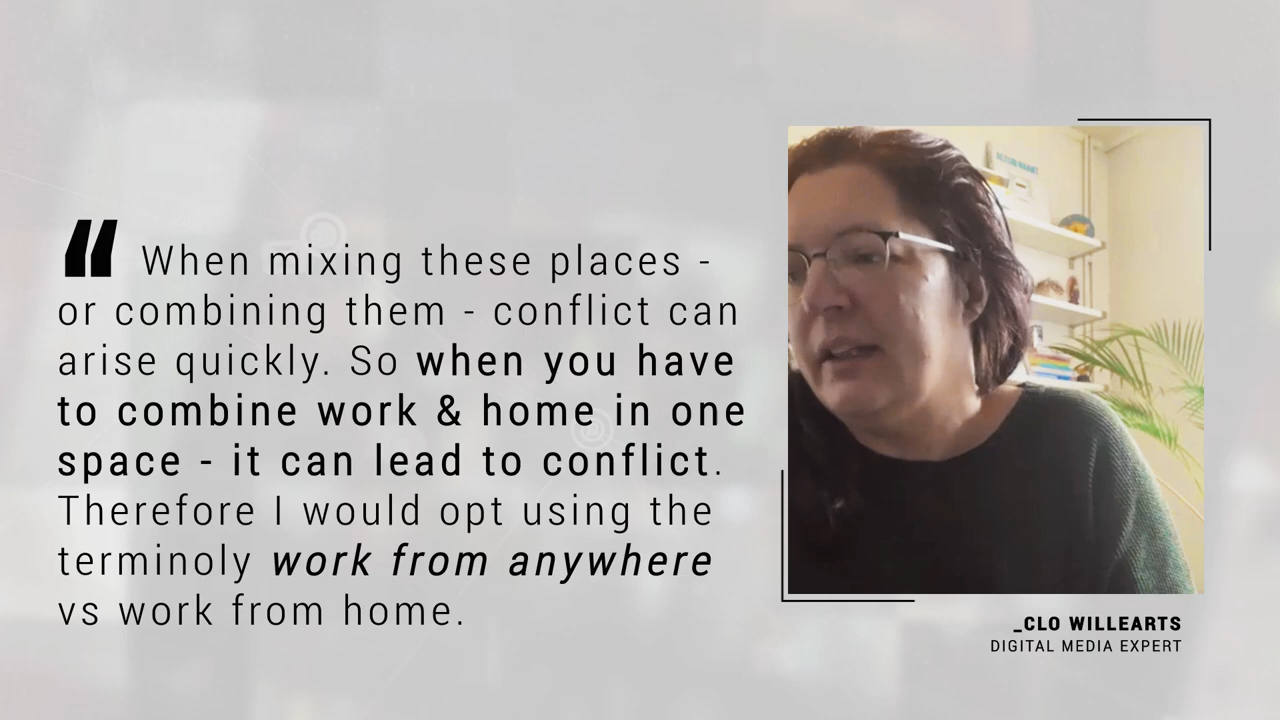 “ When mixing these places -
or combining them - conflict can
arise quickly. So when you have
to combine work & home in one
space - it can lead to conflict.
Therefore I would opt using the
terminoly work from anywhere
vs work from home.
_CLO WILLEARTS
DIGITAL MEDIA EXPERT